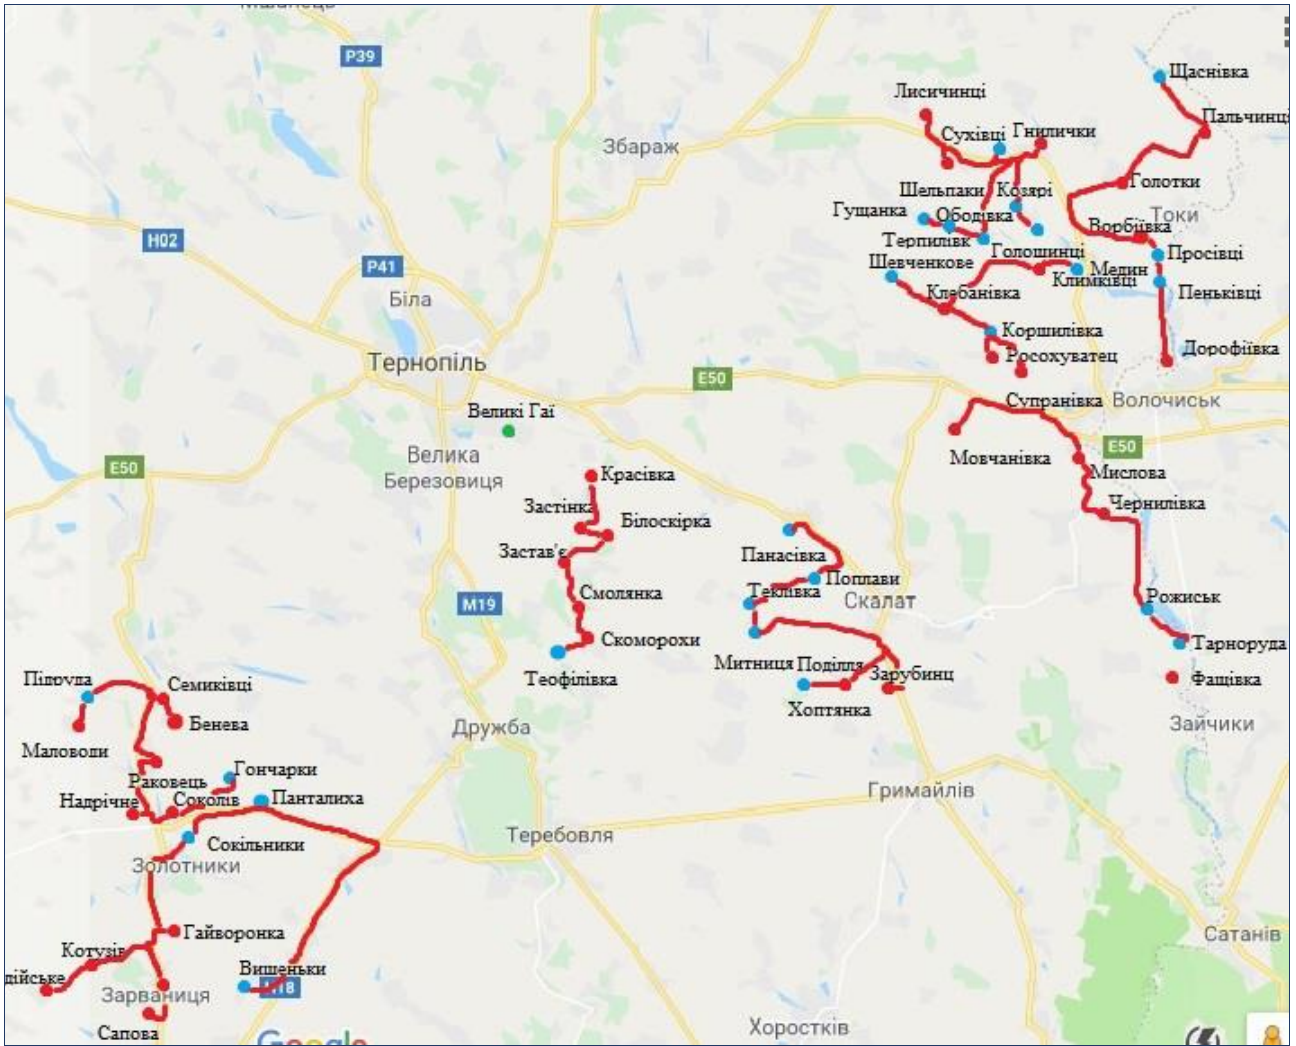 P39
Щаснівка
Лисичинці
Пальчинці
Сухівці
Гнилички
Збараж
Голотки
Шельпаки
Козярі
Гущанка
Ободівка
Токи
Ворбіївка
H02
Терпилівк
Голошинці
Просівці
P41
Шевченкове
Медин
Климківці
Біла
Клебанівка
Пеньківці
Коршилівка
Тернопіль
Росохуватец
Дорофіївка
E50
Великі Гаї
Супранівка
Волочиськ
Велика
Березовиця
E50
E50
Мовчанівка
Мислова
Красівка
Застінка
Білоскірка
Чернилівка
Застав'є
Панасівка
Поплави
M19
Смолянка
Теклівка
Скалат
Рожиськ
Скоморохи
Тарноруда
Теофілівка
Митниця
Поділля
Зарубинц
Фащівка
Семиківці
Хоптянка
Бенева
Дружба
Зайчики
Маловоди
Гончарки
Раковець
Надрічне
Соколів
Панталиха
Гримайлів
Сокільники
Теребовля
Золотники
Гайворонка
Сатанів
Котузів
дійське
Вишеньки
Зарваниця
Сапова
Хоростків
Google